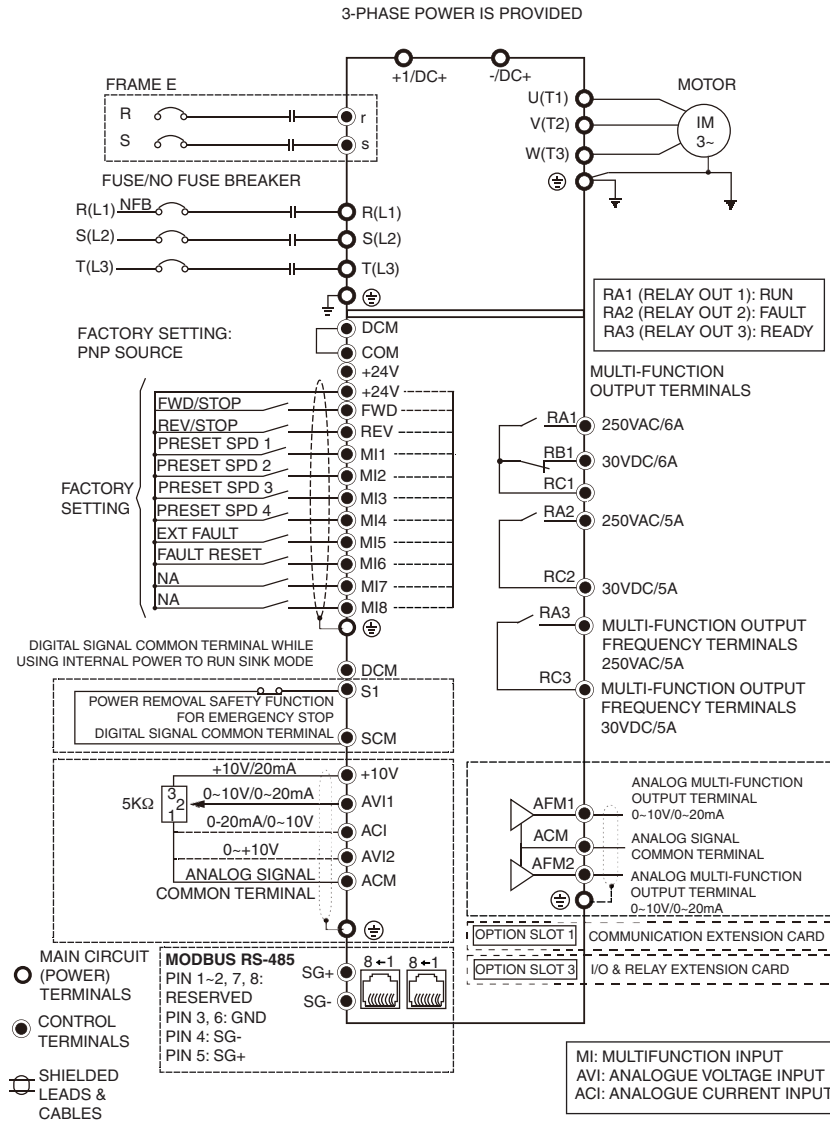 3-PHASE POWER IS PROVIDED
+1/DC+
-/DC+
FRAME E
R
S
r
s
U(T1)
V(T2)
W(T3)
MOTOR
IM
3~
FUSE/NO FUSE BREAKER
R(L1)
NFB
S(L2)
T(L3)
R(L1)
S(L2)
T(L3)
FACTORY SETTING:
PNP SOURCE
DCM
COM
+24V
+24V
FWD
REV
MI1
MI2
MI3
MI4
MI5
MI6
MI7
MI8
FACTORY
SETTING
FWD/STOP
REV/STOP
PRESET SPD 1
PRESET SPD 2
PRESET SPD 3
PRESET SPD 4
EXT FAULT
FAULT RESET
NA
NA
RA1 (RELAY OUT 1): RUN
RA2 (RELAY OUT 2): FAULT
RA3 (RELAY OUT 3): READY
MULTI-FUNCTION
OUTPUT TERMINALS
RA1
250VAC/6A
RB1
30VDC/6A
RC1
RA2
250VAC/5A
RC2
30VDC/5A
RA3
MULTI-FUNCTION OUTPUT
FREQUENCY TERMINALS
250VAC/5A
RC3
MULTI-FUNCTION OUTPUT
FREQUENCY TERMINALS
30VDC/5A
DIGITAL SIGNAL COMMON TERMINAL WHILE
USING INTERNAL POWER TO RUN SINK MODE
DCM
S1
POWER REMOVAL SAFETY FUNCTION
FOR EMERGENCY STOP
DIGITAL SIGNAL COMMON TERMINAL
SCM
+10V/20mA
+10V
5KΩ
3
2
1
0~10V/0~20mA
AVI1
0-20mA/0~10V
ACI
0~+10V
AVI2
ANALOG SIGNAL
COMMON TERMINAL
ACM
AFM1
ANALOG MULTI-FUNCTION
OUTPUT TERMINAL
0~10V/0~20mA
ACM
ANALOG SIGNAL
COMMON TERMINAL
AFM2
ANALOG MULTI-FUNCTION
OUTPUT TERMINAL
0~10V/0~20mA
OPTION SLOT 1
COMMUNICATION EXTENSION CARD
OPTION SLOT 3
I/O & RELAY EXTENSION CARD
MAIN CIRCUIT
(POWER)
TERMINALS
CONTROL
TERMINALS
SHIELDED
LEADS &
CABLES
MODBUS RS-485
PIN 1~2, 7, 8:
RESERVED
PIN 3, 6: GND
PIN 4: SG-
PIN 5: SG+
SG+
SG-
8←1
8←1
MI: MULTIFUNCTION INPUT
AVI: ANALOGUE VOLTAGE INPUT
ACI: ANALOGUE CURRENT INPUT